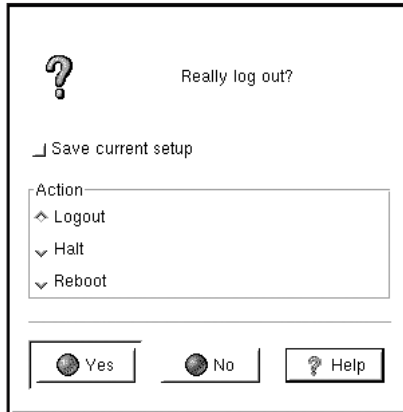 Really log out?
Save current setup
Action
Logout
Halt
Reboot
Yes No Help